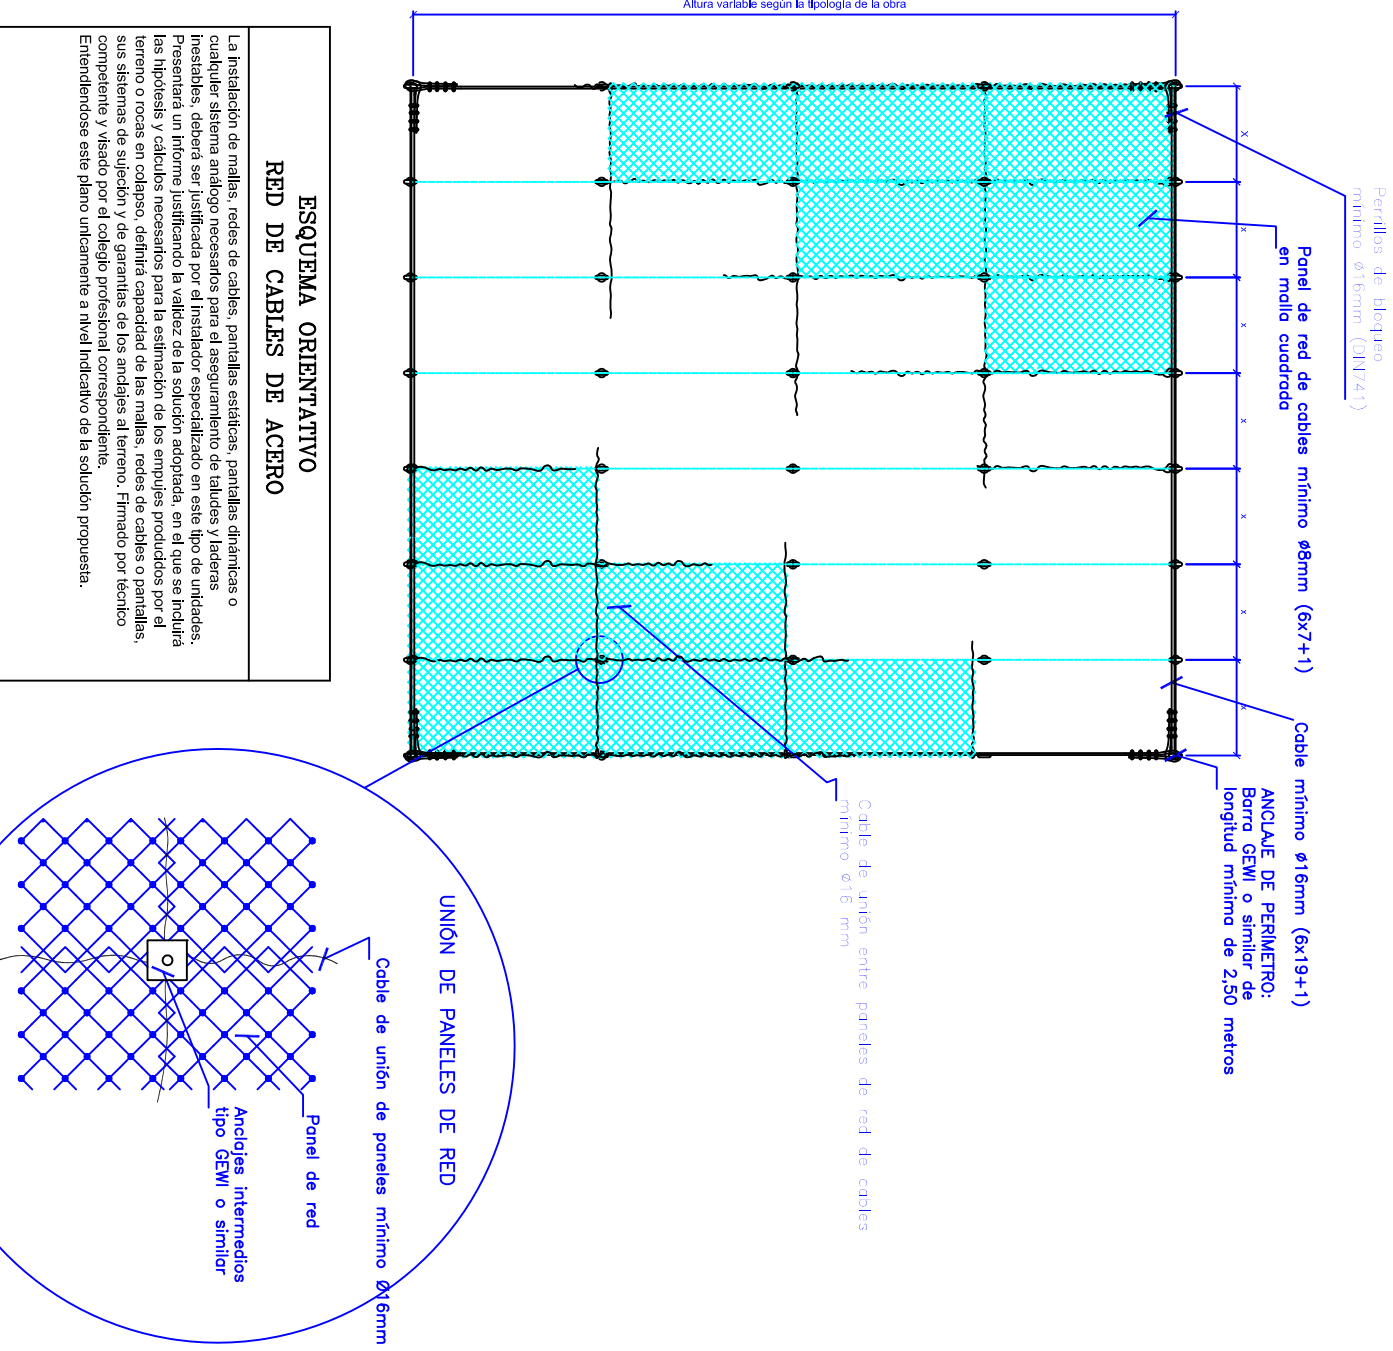 Altura variable según la tipología de la obra
Perrillos de bloqueo
mínimo ø16mm (DIN741)
Panel de red de cables mínimo ø8mm (6x7+1)
en malla cuadrada
x
x
x
x
x
x
x
Cable mínimo ø16mm (6x19+1)
ANCLAJE DE PERÍMETRO:
Barra GEWI o similar de
longitud mínima de 2,50 metros
Cable de unión entre paneles de red de cables
mínimo ø16 mm
ESQUEMA ORIENTATIVO
RED DE CABLES DE ACERO
La instalación de mallas, redes de cables, pantallas estáticas, pantallas dinámicas o
cualquier sistema análogo necesarios para el aseguramiento de taludes y laderas
inestables, deberá ser justificada por el instalador especializado en este tipo de unidades.
Presentará un informe justificando la validez de la solución adoptada, en el que se incluirá
las hipótesis y cálculos necesarios para la estimación de los empujes producidos por el
terreno o rocas en colapso, definirá capacidad de las mallas, redes de cables o pantallas,
sus sistemas de sujeción y de garantías de los anclajes al terreno. Firmado por técnico
competente y visado por el colegio profesional correspondiente.
Entendiendose este plano unicamente a nivel indicativo de la solución propuesta.
UNIÓN DE PANELES DE RED
Cable de unión de paneles mínimo Ø16mm
Panel de red
Anclajes intermedios
tipo GEWI o similar